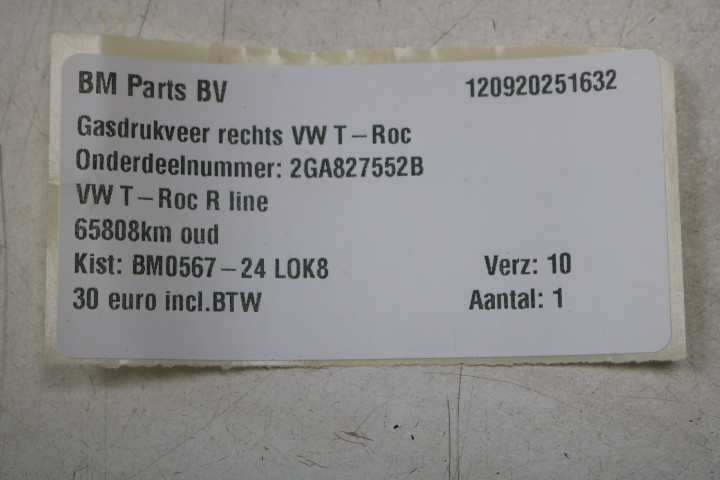 BM Parts BV 120920251632
Gasdrukveer rechts VW T-Roc
Onderdeelnummer: 2GA827552B
VW T-Roc R line
65808km oud
Kist: BM0567-24 LOK8 Verz: 10
30 euro incl.BTW Aantal: 1